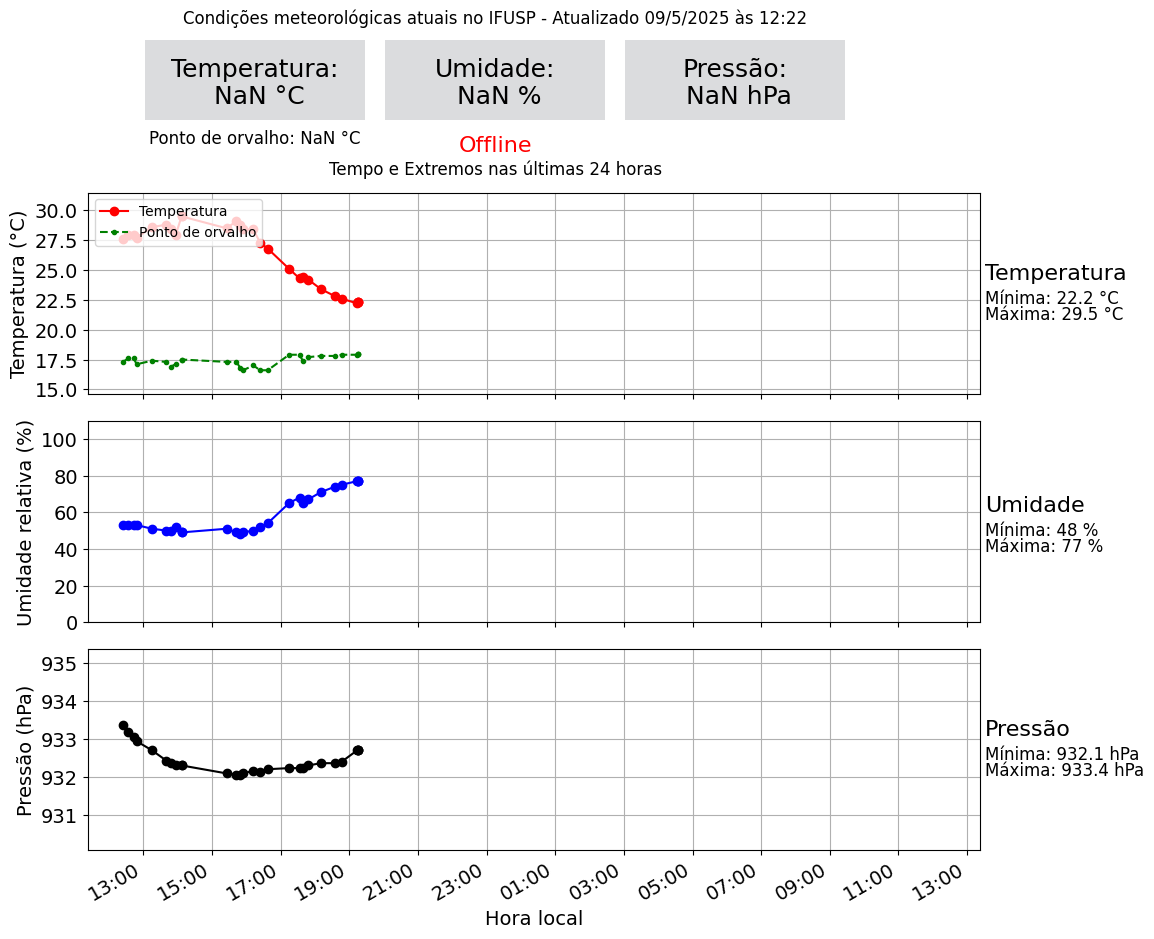 Condições meteorológicas atuais no IFUSP - Atualizado 09/5/2025 às 12:22
Temperatura:
NaN °C
Umidade:
NaN %
Pressão:
NaN hPa
Ponto de orvalho: NaN °C
Offline
Tempo e Extremos nas últimas 24 horas
Temperatura (°C)
30.0
27.5
25.0
22.5
20.0
17.5
15.0
Temperatura
Ponto de orvalho
Temperatura
Mínima: 22.2 °C
Máxima: 29.5 °C
Umidade relativa (%)
100
80
60
40
20
0
Umidade
Mínima: 48 %
Máxima: 77 %
Pressão (hPa)
935
934
933
932
931
Pressão
Mínima: 932.1 hPa
Máxima: 933.4 hPa
13:00 15:00 17:00 19:00 21:00 23:00 01:00 03:00 05:00 07:00 09:00 11:00 13:00
Hora local